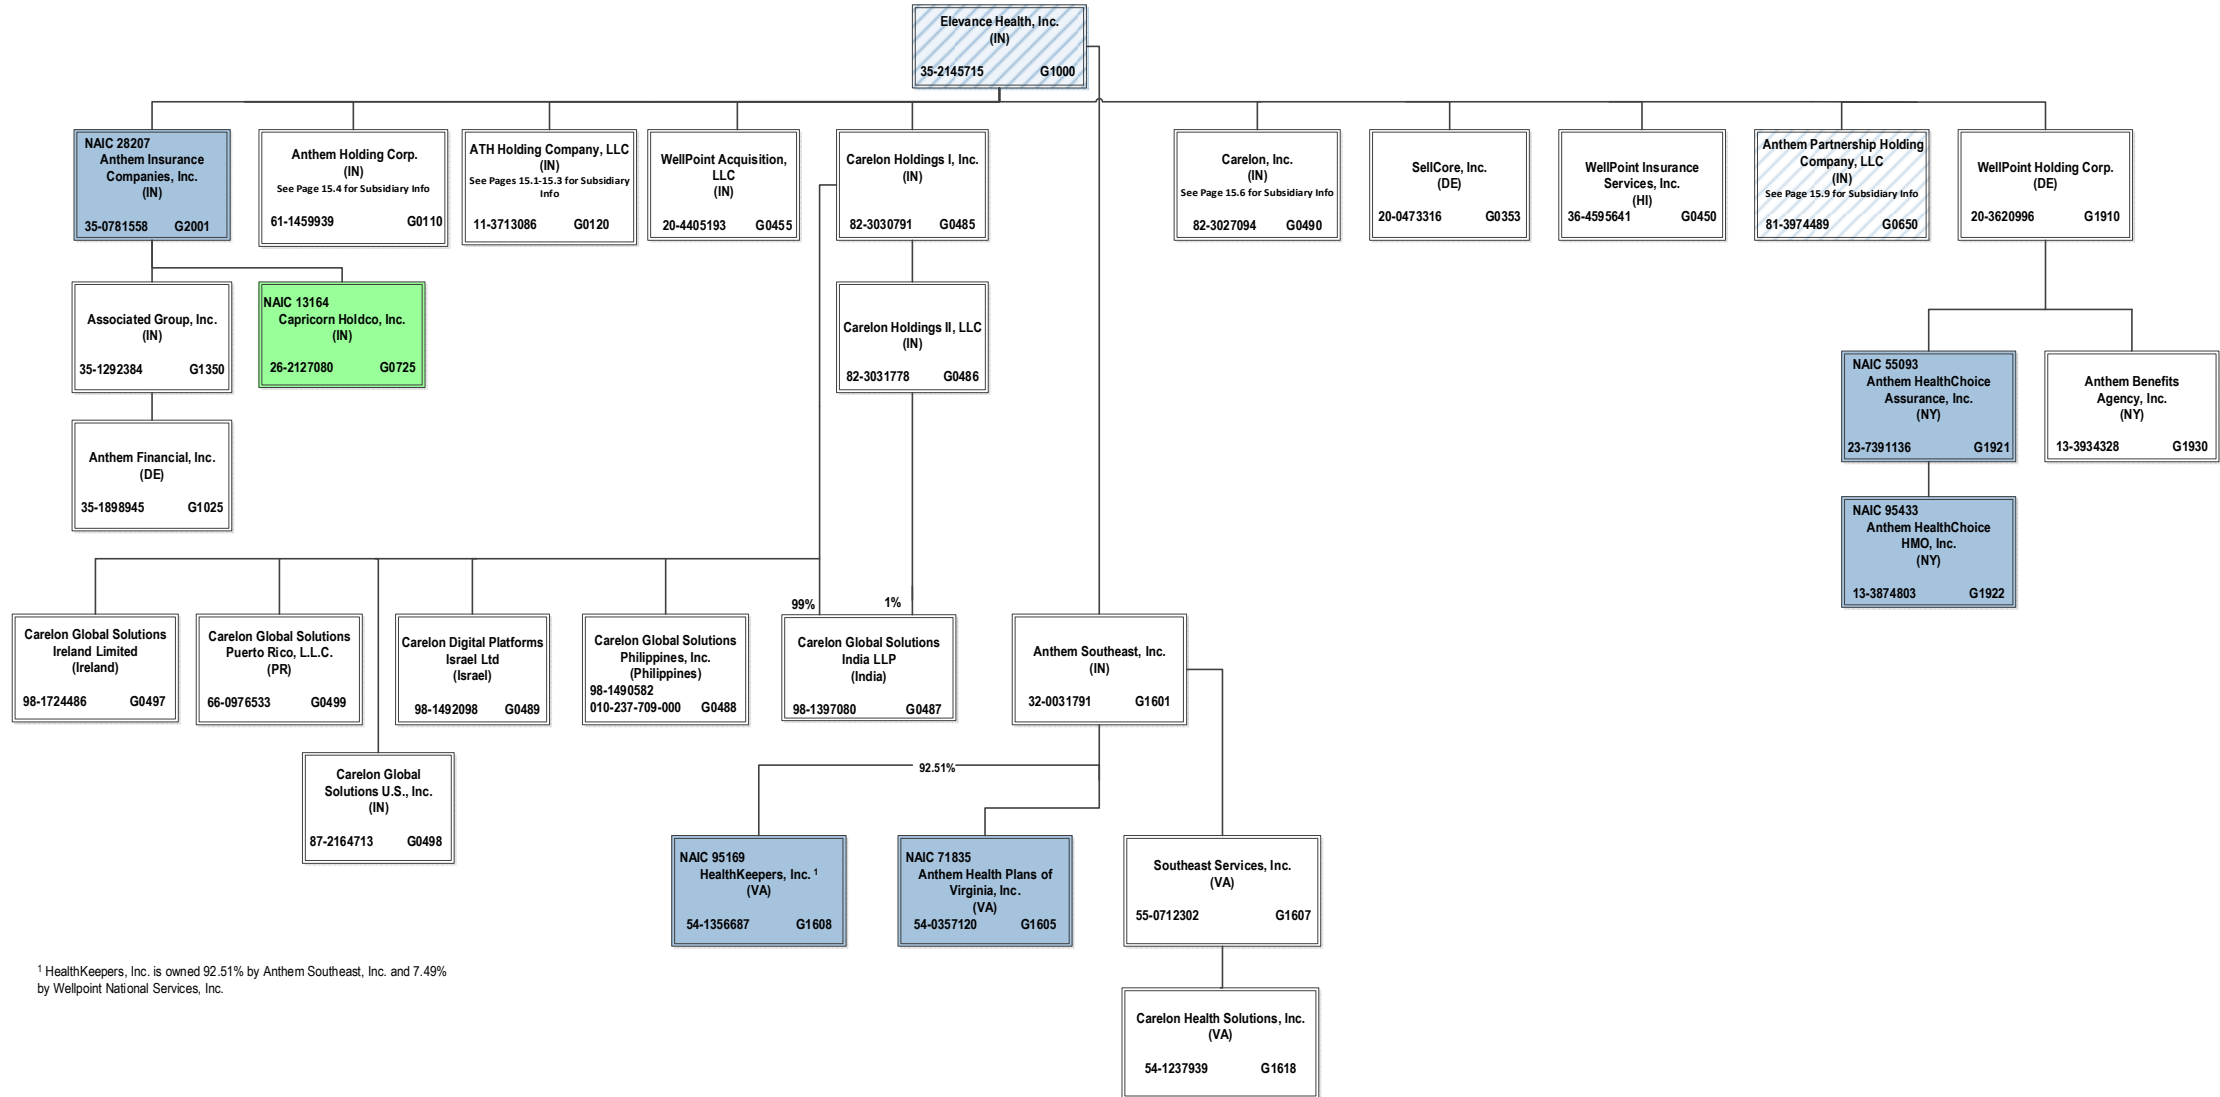 Elevance Health, Inc.
(IN)
35-2145715 G1000
NAIC 28207
Anthem Insurance
Companies, Inc.
(IN)
35-0781558 G2001
Anthem Holding Corp.
(IN)
See Page 15.4 for Subsidiary Info
61-1459939 G0110
ATH Holding Company, LLC
(IN)
See Pages 15.1-15.3 for Subsidiary
Info
11-3713086 G0120
WellPoint Acquisition,
LLC
(IN)
20-4405193 G0455
Carelon Holdings I, Inc.
(IN)
82-3030791 G0485
Carelon, Inc.
(IN)
See Pages 15.6 for Subsidiary Info
82-3027094 G0490
SellCore, Inc.
(DE)
20-0473316 G0353
WellPoint Insurance
Services, Inc.
(HI)
36-4595641 G0450
Anthem Partnership Holding
Company, LLC
(IN)
See Page 15.9 for Subsidiary Info
81-3974489 G0650
WellPoint Holding Corp.
(DE)
20-3620996 G1910
Associated Group, Inc.
(IN)
35-1292384 G1350
NAIC 13164
Capricorn Holdco, Inc.
(IN)
26-2127080 G0725
Carelon Holdings II, LLC
(IN)
82-3031778 G0486
NAIC 55093
Anthem HealthChoice
Assurance, Inc.
(NY)
23-7391136 G1921
Anthem Benefits
Agency, Inc.
(NY)
13-3934328 G1930
Anthem Financial, Inc.
(DE)
35-1898945 G1025
NAIC 95433
Anthem HealthChoice
HMO, Inc.
(NY)
13-3874803 G1922
99%
1%
Carelon Global Solutions
Ireland Limited
(Ireland)
98-1724486 G0497
Carelon Global Solutions
Puerto Rico, L.L.C.
(PR)
66-0976533 G0499
Carelon Digital Platforms
Israel Ltd
(Israel)
98-1492098 G0489
Carelon Global Solutions
Philippines, Inc.
(Philippines)
98-1490582
010-237-709-000 G0488
Carelon Global Solutions
India LLP
(India)
98-1397080 G0487
Anthem Southeast, Inc.
(IN)
32-0031791 G1601
Carelon Global
Solutions U.S., Inc.
(IN)
87-2164713 G0498
92.51%
NAIC 95169
HealthKeepers, Inc. ¹
(VA)
54-1356687 G1608
NAIC 71835
Anthem Health Plans of
Virginia, Inc.
(VA)
54-0357120 G1605
Southeast Services, Inc.
(VA)
55-0712302 G1607
¹ HealthKeepers, Inc. is owned 92.51% by Anthem Southeast, Inc. and 7.49%
by Wellpoint National Services, Inc.
Carelon Health Solutions, Inc.
(VA)
54-1237939 G1618